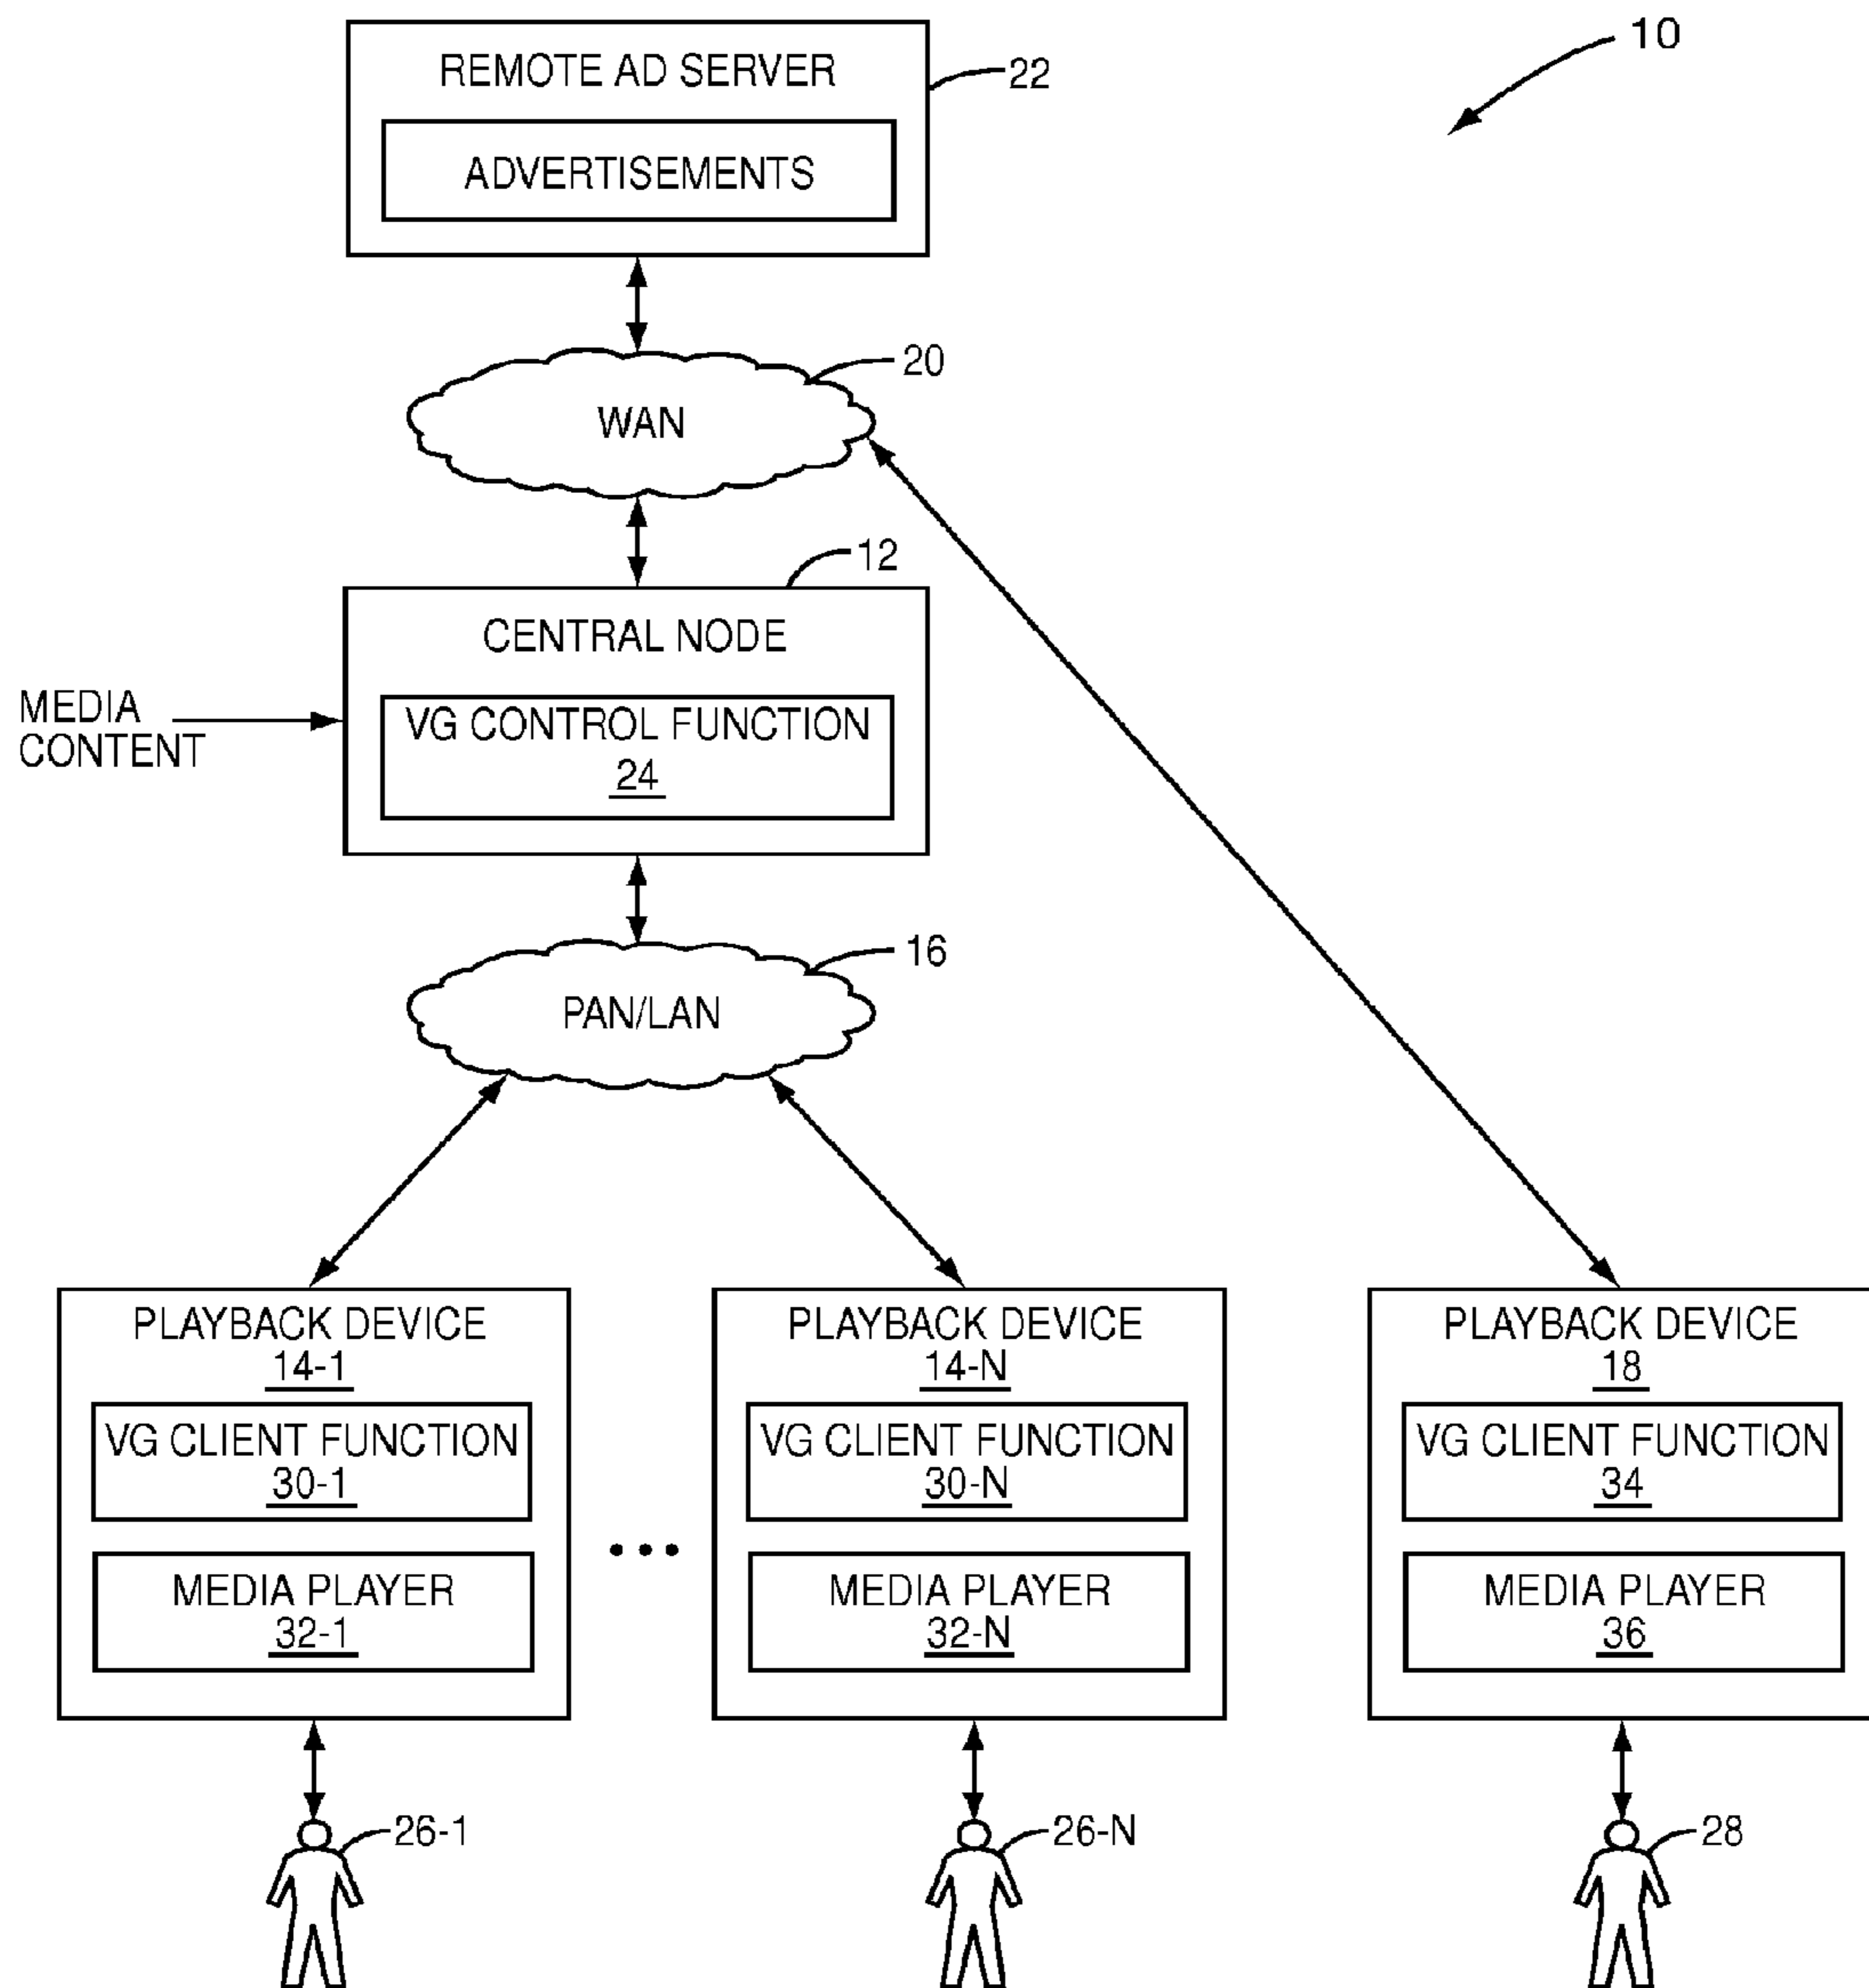 10
REMOTE AD SERVER
22
ADVERTISEMENTS
20
WAN
12
CENTRAL NODE
MEDIA
CONTENT
VG CONTROL FUNCTION
24
16
PAN/LAN
PLAYBACK DEVICE
14-1
VG CLIENT FUNCTION
30-1
MEDIA PLAYER
32-1
...
PLAYBACK DEVICE
14-N
VG CLIENT FUNCTION
30-N
MEDIA PLAYER
32-N
PLAYBACK DEVICE
18
VG CLIENT FUNCTION
34
MEDIA PLAYER
36
26-1
26-N
28